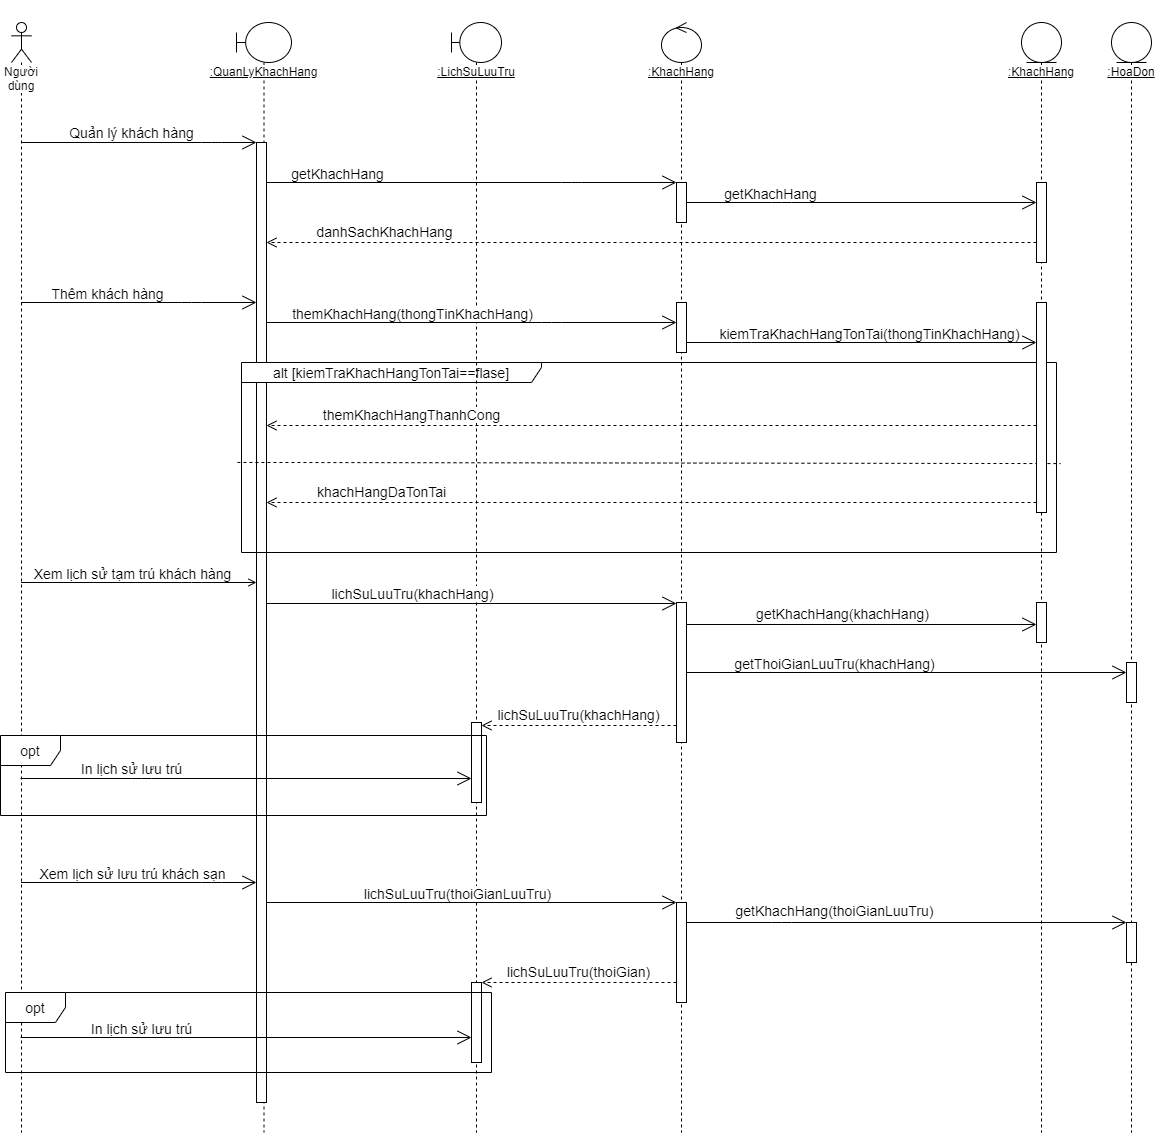 Người
dùng
:QuanLyKhachHang
:LichSuLuuTru
:KhachHang
:KhachHang
:HoaDon
Quản lý khách hàng
getKhachHang
getKhachHang
danhSachKhachHang
Thêm khách hàng
themKhachHang(thongTinKhachHang)
kiemTraKhachHangTonTai(thongTinKhachHang)
alt [kiemTraKhachHangTonTai==flase]
themKhachHangThanhCong
khachHangDaTonTai
Xem lịch sử tạm trú khách hàng
lichSuLuuTru(khachHang)
getKhachHang(khachHang)
getThoiGianLuuTru(khachHang)
lichSuLuuTru(khachHang)
opt
In lịch sử lưu trú
Xem lịch sử lưu trú khách sạn
lichSuLuuTru(thoiGianLuuTru)
getKhachHang(thoiGianLuuTru)
lichSuLuuTru(thoiGian)
opt
In lịch sử lưu trú